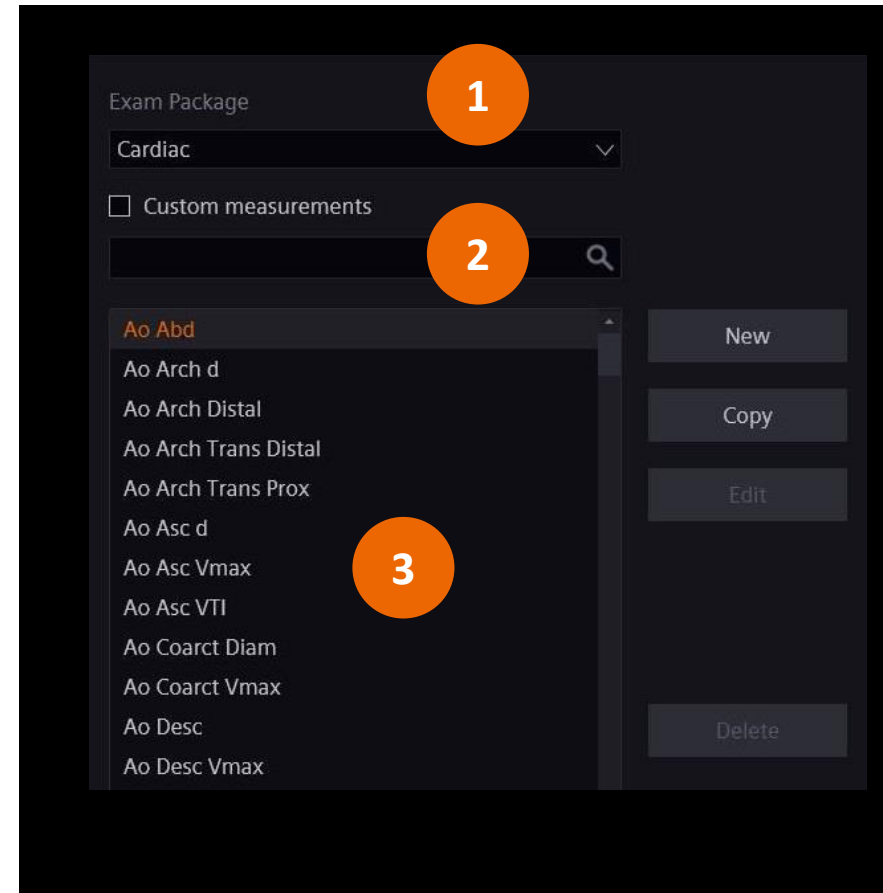 1
Exam Package
Cardiac
Custom measurements
2
Ao Abd
New
Ao Arch d
Ao Arch Distal
Copy
Ao Arch Trans Distal
Ao Arch Trans Prox
Edit
Ao Asc d
Ao Asc Vmax
3
Ao Asc VTI
Ao Coarct Diam
Ao Coarct Vmax
Ao Desc
Delete
Ao Desc Vmax